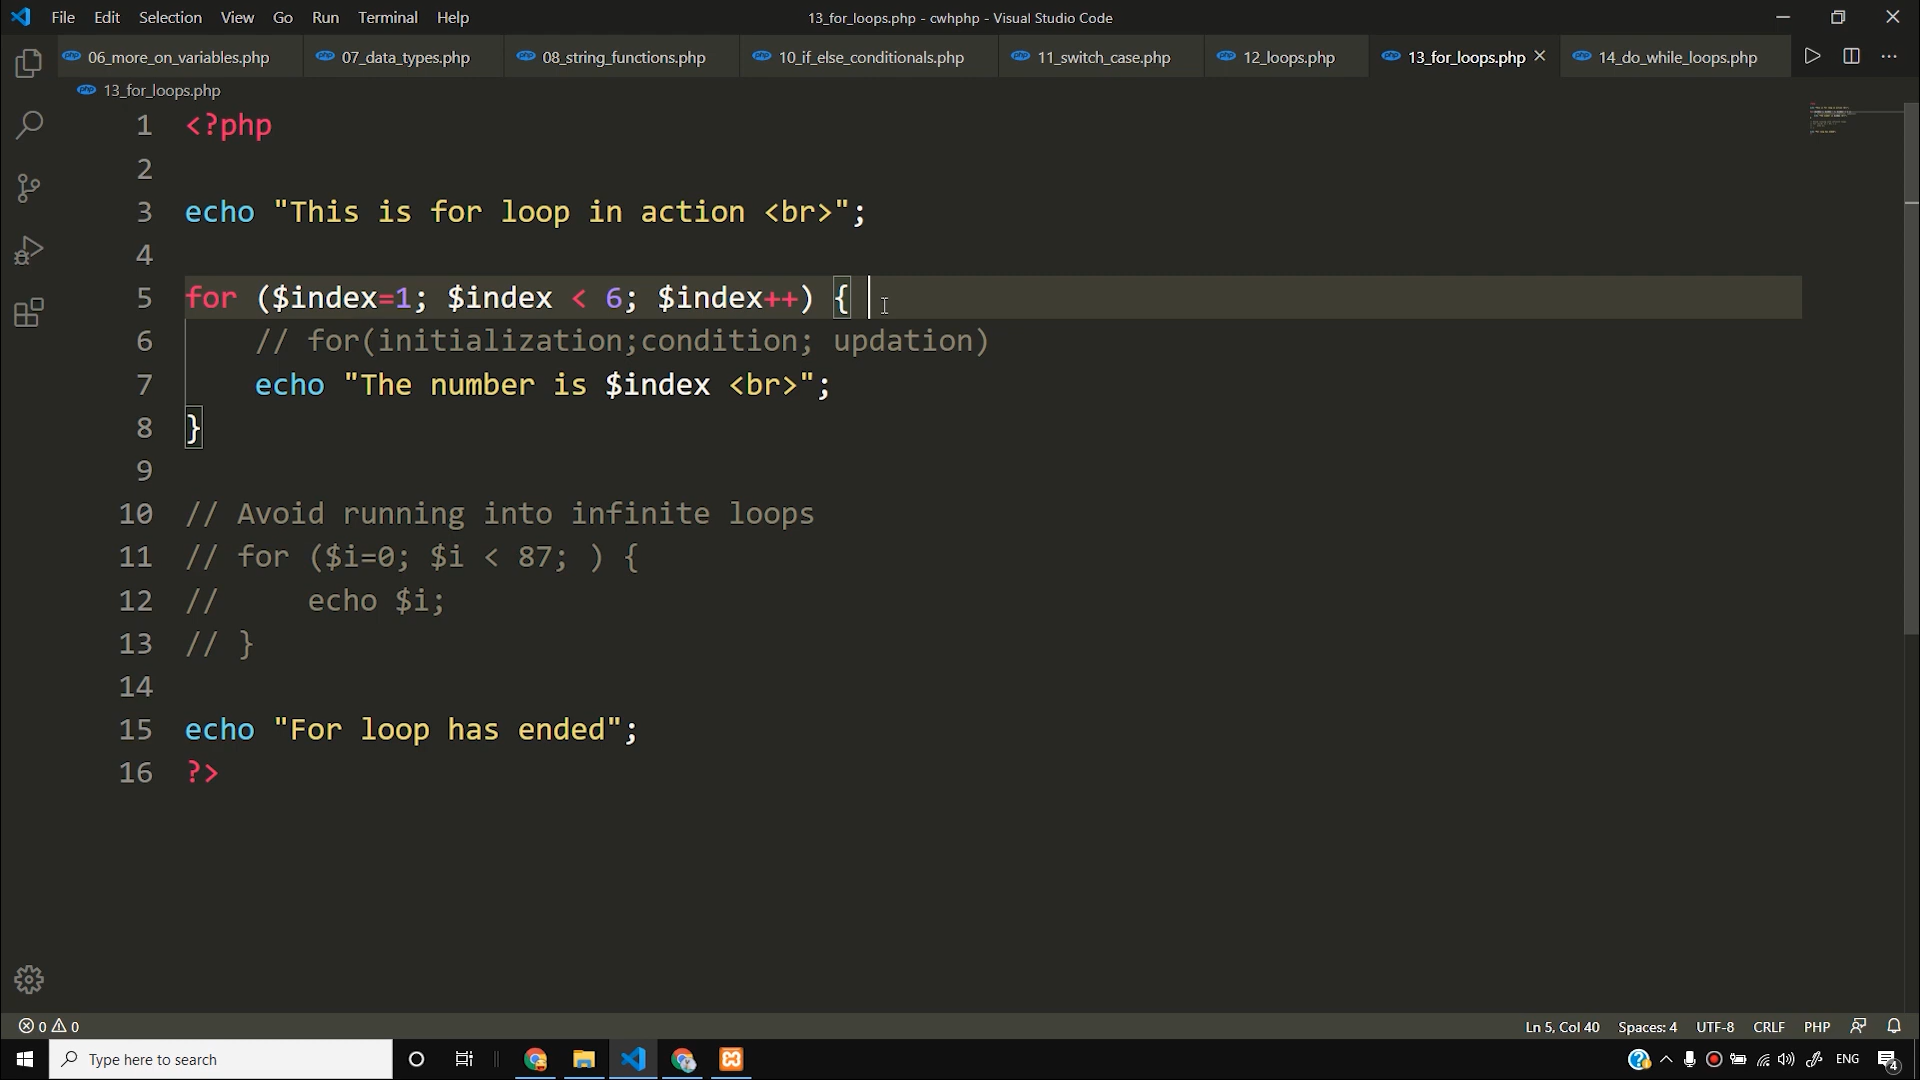 File Edit Selection View Go Run Terminal Help 13_for_loops.php - cwhphp - Visual Studio Code
06_more_on_variables.php 07_data_types.php 08_string_functions.php 10_if_else_conditionals.php 11_switch_case.php 12_loops.php 13_for_loops.php 14_do_while_loops.php
13_for_loops.php
1 <?php
2
3 echo "This is for loop in action <br>";
4
5 for ($index=1; $index < 6; $index++) {
6 // for(initialization;condition; updation)
7 echo "The number is $index <br>";
8 }
9
10 // Avoid running into infinite loops
11 // for ($i=0; $i < 87; ) {
12 // echo $i;
13 // }
14
15 echo "For loop has ended";
16 ?>
0 0 Ln 5, Col 40 Spaces: 4 UTF-8 CRLF PHP
Type here to search ENG 4